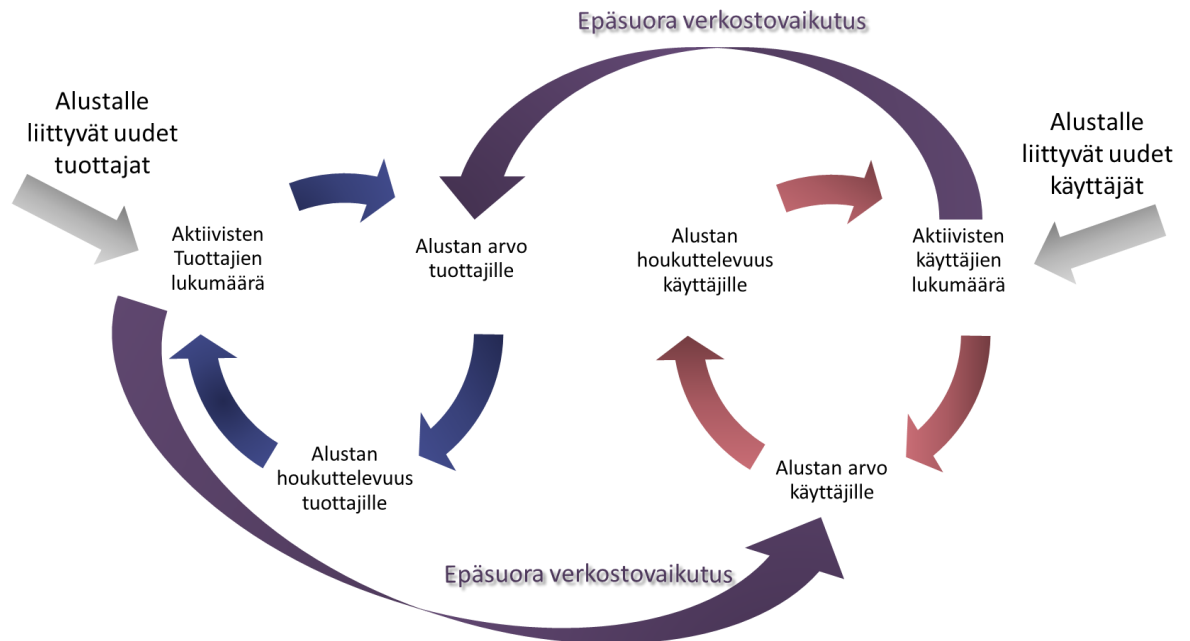 Epäsuora verkostovaikutus
Alustalle
liittyvät uudet
tuottajat
Alustalle
liittyvät uudet
käyttäjät
Aktiivisten
Tuottajien
lukumäärä
Alustan arvo
tuottajille
Alustan
houkuttelevuus
käyttäjille
Aktiivisten
käyttäjien
lukumäärä
Alustan
houkuttelevuus
tuottajille
Alustan arvo
käyttäjille
Epäsuora verkostovaikutus